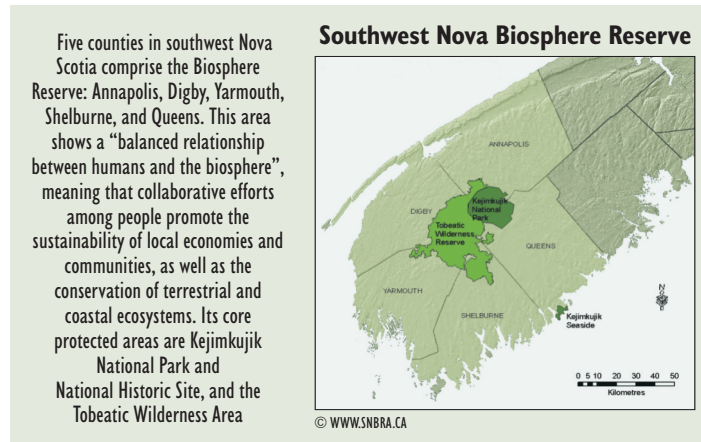 Five counties in southwest Nova
Scotia comprise the Biosphere
Reserve: Annapolis, Digby, Yarmouth,
Shelburne, and Queens. This area
shows a “balanced relationship
between humans and the biosphere”,
meaning that collaborative efforts
among people promote the
sustainability of local economies and
communities, as well as the
conservation of terrestrial and
coastal ecosystems. Its core
protected areas are Kejimkujik
National Park and
National Historic Site, and the
Tobeatic Wilderness Area
Southwest Nova Biosphere Reserve
ANNAPOLIS
Kejimkujik
National
Park
DIGBY
Tobeatic
Wilderness
Reserve
QUEENS
YARMOUTH
SHELBURNE
Kejimkujik
Seaside
N
0 5 10 20 30 40 50
Kilometres
© WWW.SNBRA.CA